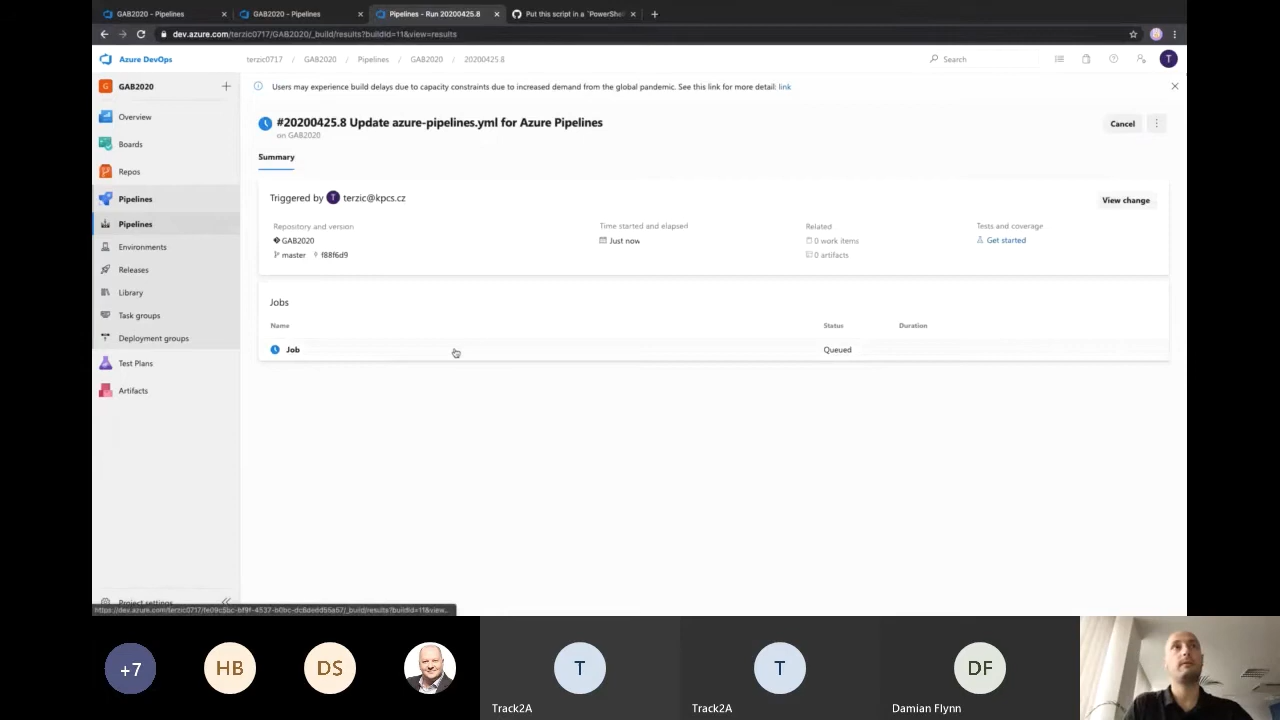 GAB2020 - Pipelines
GAB2020 - Pipelines
Pipelines - Run 20200425.8
Put this script in a `PowerShell
dev.azure.com/terzic0717/GAB2020/_build/results?buildId=11&view=results
Azure DevOps
terzic0717 / GAB2020 / Pipelines / GAB2020 / 20200425.8
Search
T
G GAB2020
Users may experience build delays due to capacity constraints due to increased demand from the global pandemic. See this link for more detail: link
Overview
Boards
Repos
Pipelines
Pipelines
Environments
Releases
Library
Task groups
Deployment groups
Test Plans
Artifacts
Project settings
#20200425.8 Update azure-pipelines.yml for Azure Pipelines
on GAB2020
Cancel
Summary
Triggered by T terzic@kpcs.cz
View change
Repository and version
Time started and elapsed
Related
Tests and coverage
GAB2020
Just now
0 work items
Get started
master f88f6d9
0 artifacts
Jobs
Name
Status
Duration
Job
Queued
+7
HB
DS
T
T
DF
Track2A
Track2A
Damian Flynn